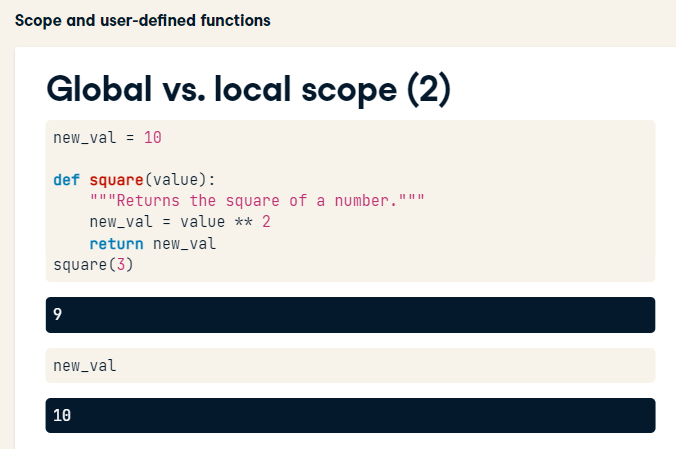 Scope and user-defined functions
Global vs. local scope (2)
new_val = 10
def square(value):
    """Returns the square of a number."""
    new_val = value ** 2
    return new_val
square(3)
9
new_val
10